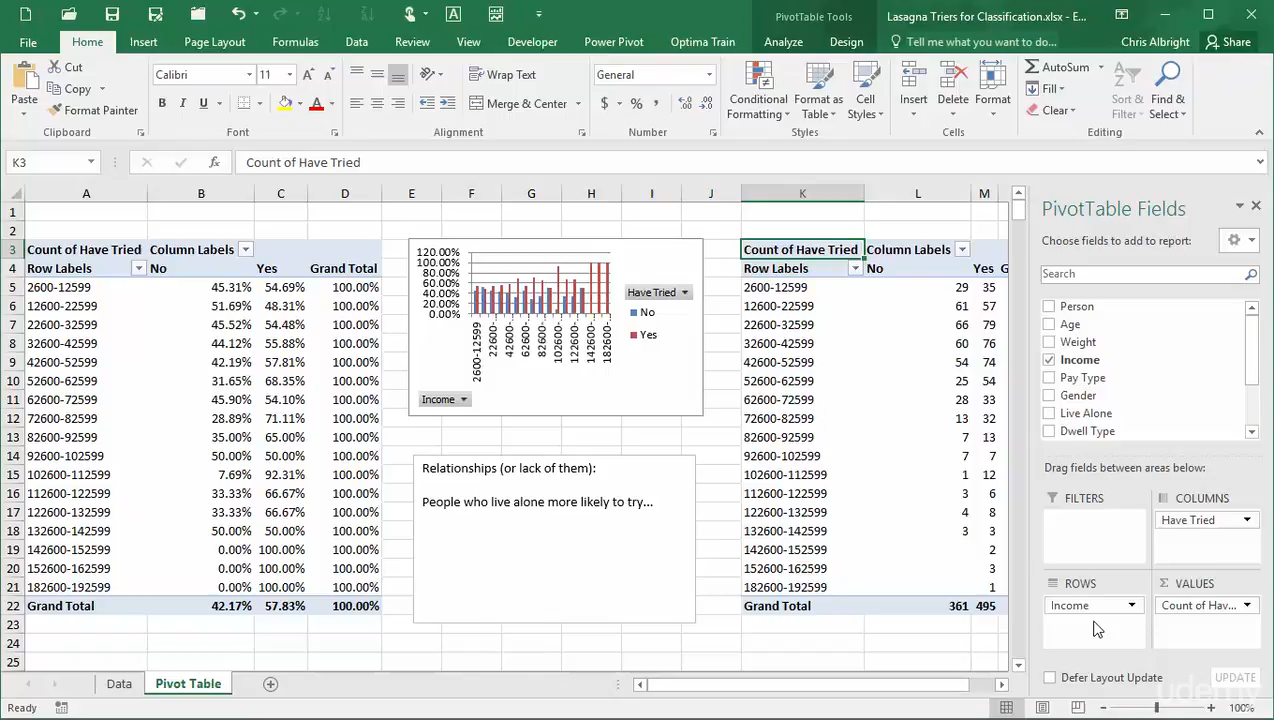 PivotTable Tools
Lasagna Triers for Classification.xlsx - E...
File Home Insert Page Layout Formulas Data Review View Developer Power Pivot Optima Train Analyze Design Tell me what you want to do... Chris Albright Share
Paste Cut Copy Format Painter Clipboard
Calibri 11 B I U A Font
Wrap Text Merge & Center Alignment
General $ % , Number
Conditional Formatting Format as Table Cell Styles Styles
Insert Delete Format Cells
AutoSum Fill Clear Sort & Filter Find & Select Editing
K3 fx Count of Have Tried
A B C D E F G H I J K L M
1
2
3 Count of Have Tried Column Labels Count of Have Tried Column Labels
4 Row Labels No Yes Grand Total Row Labels No Yes G
5 2600-12599 45.31% 54.69% 100.00% 2600-12599 29 35
6 12600-22599 51.69% 48.31% 100.00% 12600-22599 61 57
7 22600-32599 45.52% 54.48% 100.00% 22600-32599 66 79
8 32600-42599 44.12% 55.88% 100.00% 32600-42599 60 76
9 42600-52599 42.19% 57.81% 100.00% 42600-52599 54 74
10 52600-62599 31.65% 68.35% 100.00% 52600-62599 25 54
11 62600-72599 45.90% 54.10% 100.00% 62600-72599 28 33
12 72600-82599 28.89% 71.11% 100.00% 72600-82599 13 32
13 82600-92599 35.00% 65.00% 100.00% 82600-92599 7 13
14 92600-102599 50.00% 50.00% 100.00% 92600-102599 7 7
15 102600-112599 7.69% 92.31% 100.00% 102600-112599 1 12
16 112600-122599 33.33% 66.67% 100.00% 112600-122599 3 6
17 122600-132599 33.33% 66.67% 100.00% 122600-132599 4 8
18 132600-142599 50.00% 50.00% 100.00% 132600-142599 3 3
19 142600-152599 0.00% 100.00% 100.00% 142600-152599 2
20 152600-162599 0.00% 100.00% 100.00% 152600-162599 3
21 182600-192599 0.00% 100.00% 100.00% 182600-192599 1
22 Grand Total 42.17% 57.83% 100.00% Grand Total 361 495
23
24
25
120.00%
100.00%
80.00%
60.00%
40.00%
20.00%
0.00%
2600-12599 22600-... 42600-... 62600-... 82600-... 102600-... 122600-... 142600-... 182600-...
Have Tried
No
Yes
Income
Relationships (or lack of them):
People who live alone more likely to try...
PivotTable Fields
Choose fields to add to report:
Search
Person
Age
Weight
Income
Pay Type
Gender
Live Alone
Dwell Type
Drag fields between areas below:
FILTERS COLUMNS
Have Tried
ROWS Σ VALUES
Income Count of Hav...
Defer Layout Update UPDATE
Data Pivot Table
Ready 100%
udemy